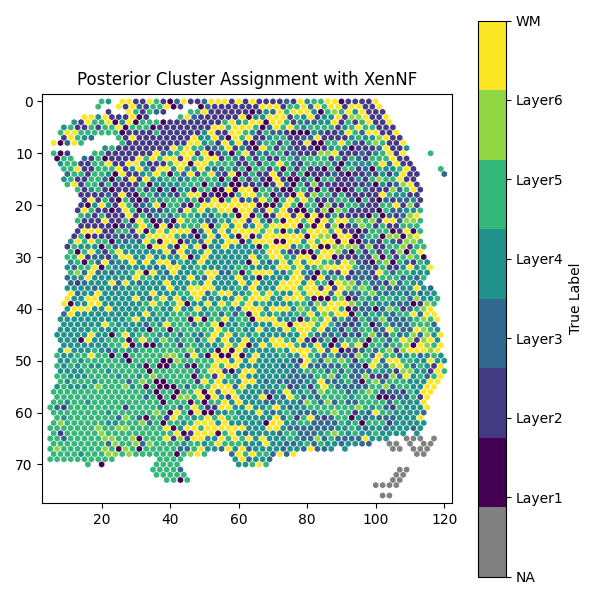 Posterior Cluster Assignment with XenNF
0
10
20
30
40
50
60
70
20
40
60
80
100
120
WM
Layer6
Layer5
Layer4
Layer3
Layer2
Layer1
NA
True Label